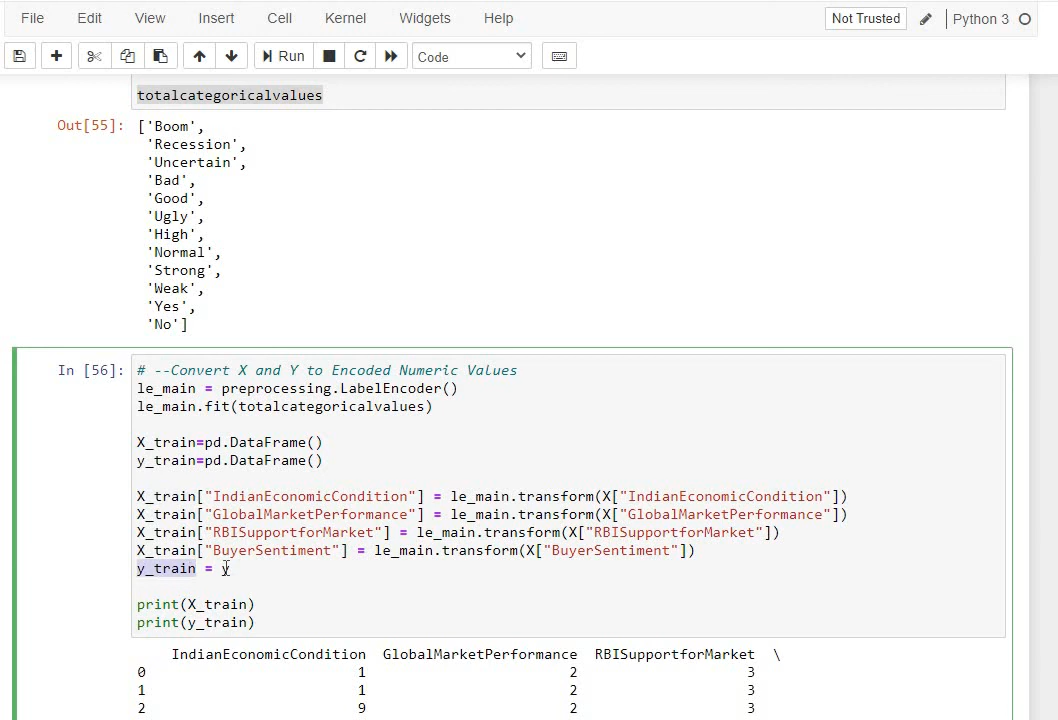 File Edit View Insert Cell Kernel Widgets Help Not Trusted Python 3
Run Code
totalcategoricalvalues
Out[55]: ['Boom',
'Recession',
'Uncertain',
'Bad',
'Good',
'Ugly',
'High',
'Normal',
'Strong',
'Weak',
'Yes',
'No']
In [56]: # --Convert X and Y to Encoded Numeric Values
le_main = preprocessing.LabelEncoder()
le_main.fit(totalcategoricalvalues)
X_train=pd.DataFrame()
y_train=pd.DataFrame()
X_train["IndianEconomicCondition"] = le_main.transform(X["IndianEconomicCondition"])
X_train["GlobalMarketPerformance"] = le_main.transform(X["GlobalMarketPerformance"])
X_train["RBISupportforMarket"] = le_main.transform(X["RBISupportforMarket"])
X_train["BuyerSentiment"] = le_main.transform(X["BuyerSentiment"])
y_train = y
print(X_train)
print(y_train)
IndianEconomicCondition GlobalMarketPerformance RBISupportforMarket \
0 1 2 3
1 1 2 3
2 9 2 3